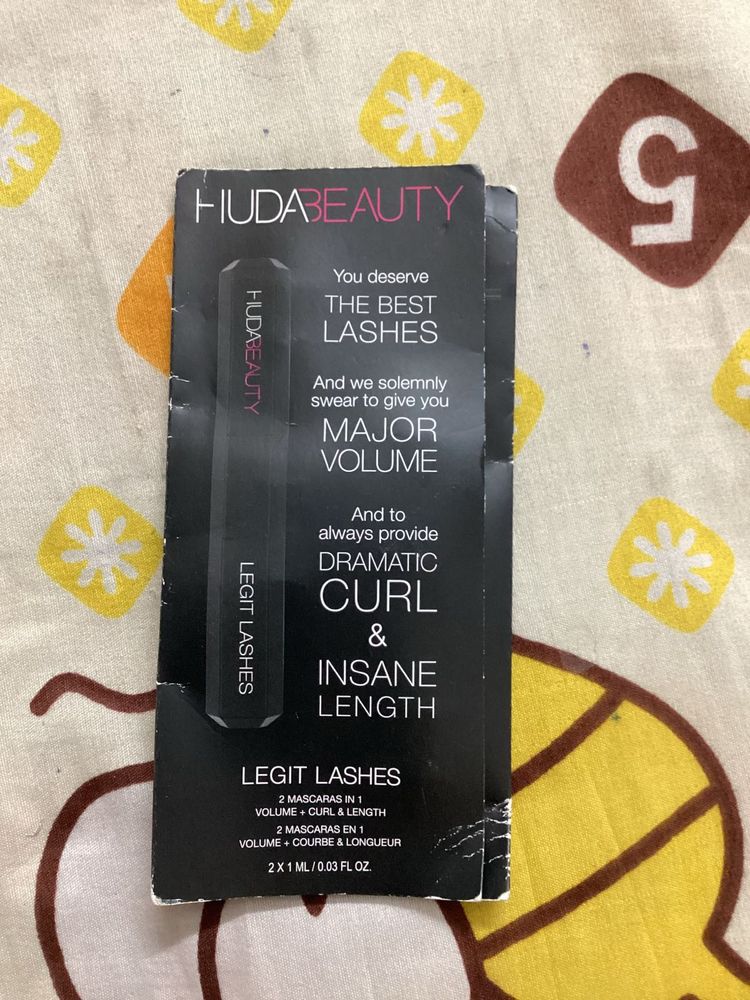 HUDABEAUTY
You deserve
THE BEST
LASHES
And we solemnly
swear to give you
MAJOR
VOLUME
And to
always provide
DRAMATIC
CURL
&
INSANE
LENGTH
HUDABEAUTY
LEGIT LASHES
LEGIT LASHES
2 MASCARAS IN 1
VOLUME + CURL & LENGTH
2 MASCARAS EN 1
VOLUME + COURBE & LONGUEUR
2 X 1 ML / 0.03 FL OZ.
5